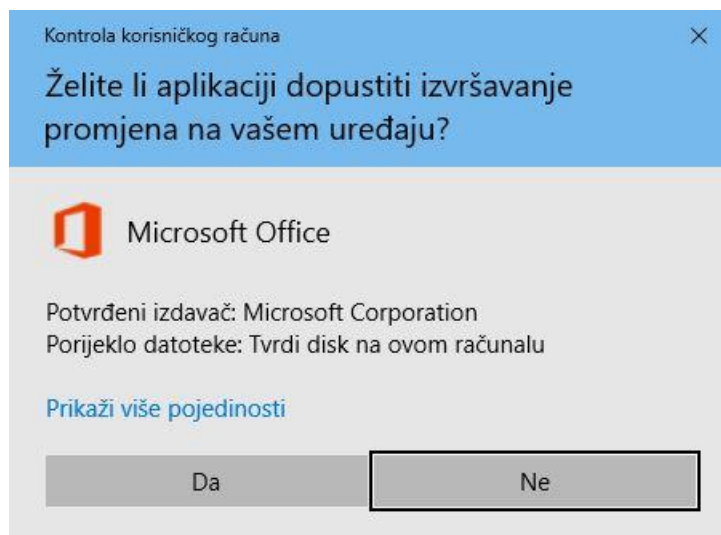 Kontrola korisničkog računa
Želite li aplikaciji dopustiti izvršavanje
promjena na vašem uređaju?
Microsoft Office
Potvrđeni izdavač: Microsoft Corporation
Porijeklo datoteke: Tvrdi disk na ovom računalu
Prikaži više pojedinosti
Da
Ne